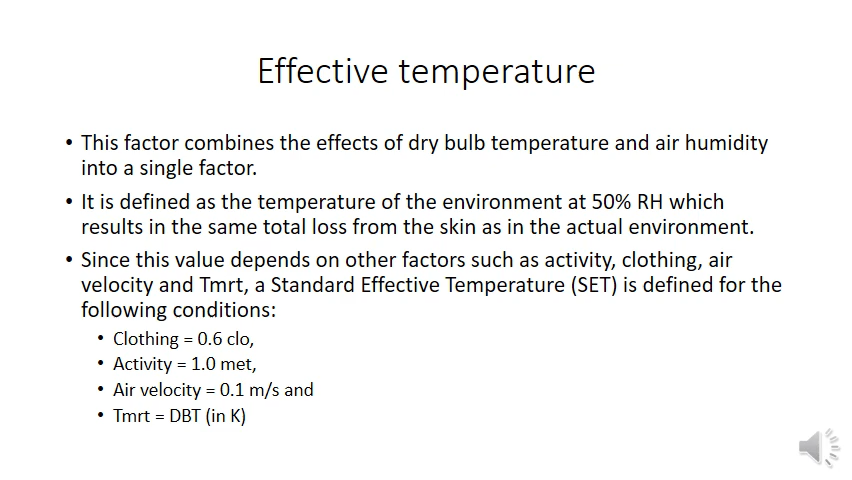 Effective temperature
• This factor combines the effects of dry bulb temperature and air humidity
into a single factor.
• It is defined as the temperature of the environment at 50% RH which
results in the same total loss from the skin as in the actual environment.
• Since this value depends on other factors such as activity, clothing, air
velocity and Tmrt, a Standard Effective Temperature (SET) is defined for the
following conditions:
• Clothing = 0.6 clo,
• Activity = 1.0 met,
• Air velocity = 0.1 m/s and
• Tmrt = DBT (in K)